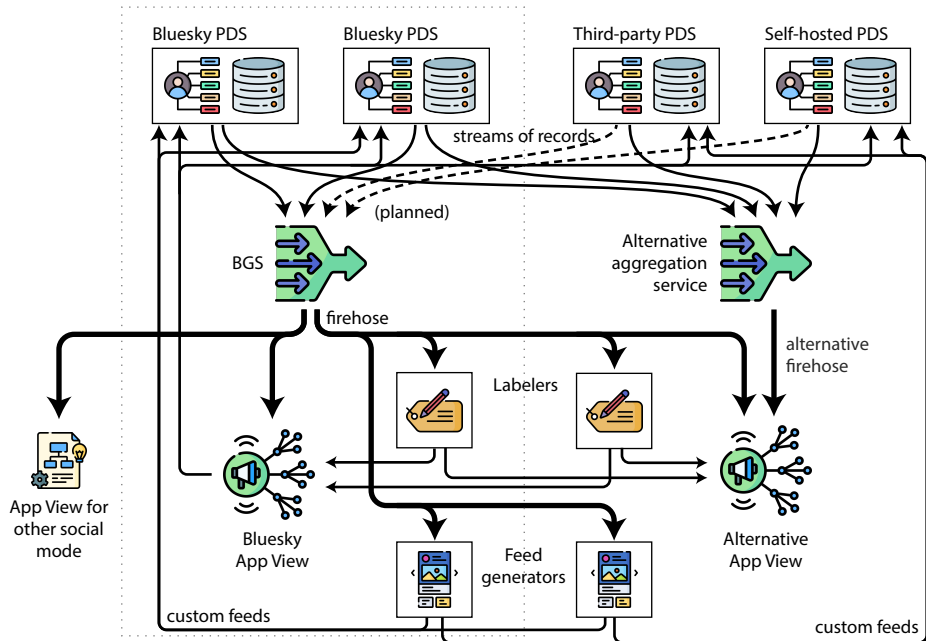 Bluesky PDS
Bluesky PDS
Third-party PDS
Self-hosted PDS
streams of records
(planned)
BGS
Alternative
aggregation
service
firehose
alternative
firehose
Labelers
App View for
other social
mode
Bluesky
App View
Alternative
App View
Feed
generators
custom feeds
custom feeds